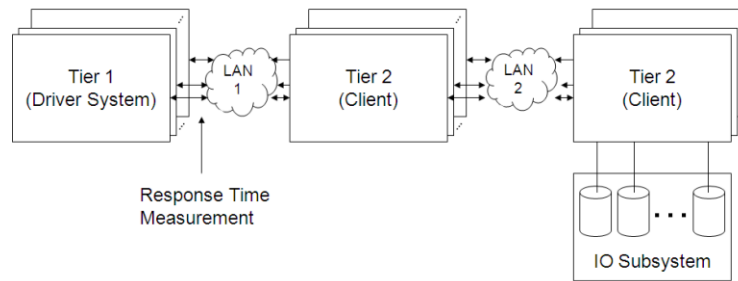 Tier 1
(Driver System)
LAN
1
Tier 2
(Client)
LAN
2
Tier 2
(Client)
Response Time
Measurement
IO Subsystem